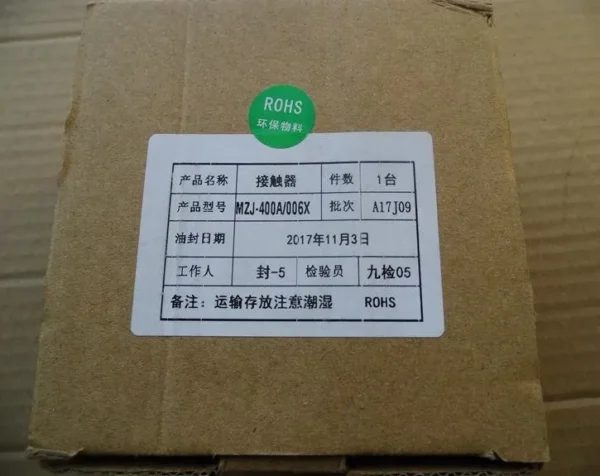 ROHS
环保物料
产品名称 接触器 件数 1台
产品型号 MZJ-400A/006X 批次 A17J09
油封日期 2017年11月3日
工作人 封-5 检验员 九检05
备注：运输存放注意潮湿 ROHS